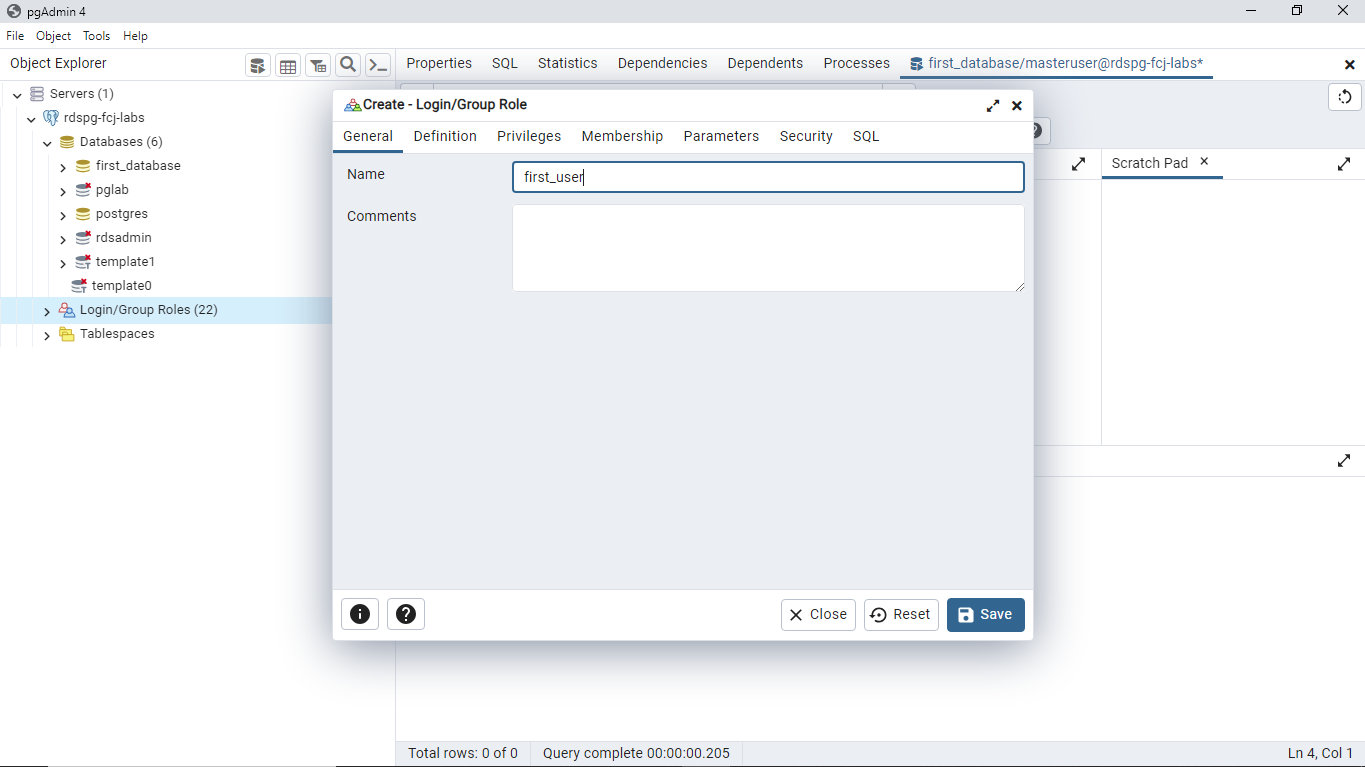 pgAdmin 4
File Object Tools Help
Object Explorer
Properties SQL Statistics Dependencies Dependents Processes first_database/masteruser@rdspg-fcj-labs*
Servers (1)
rdspg-fcj-labs
Databases (6)
first_database
pglab
postgres
rdsadmin
template1
template0
Login/Group Roles (22)
Tablespaces
Create - Login/Group Role
General Definition Privileges Membership Parameters Security SQL
Name first_user
Comments
Close Reset Save
Scratch Pad
Total rows: 0 of 0 Query complete 00:00:00.205 Ln 4, Col 1